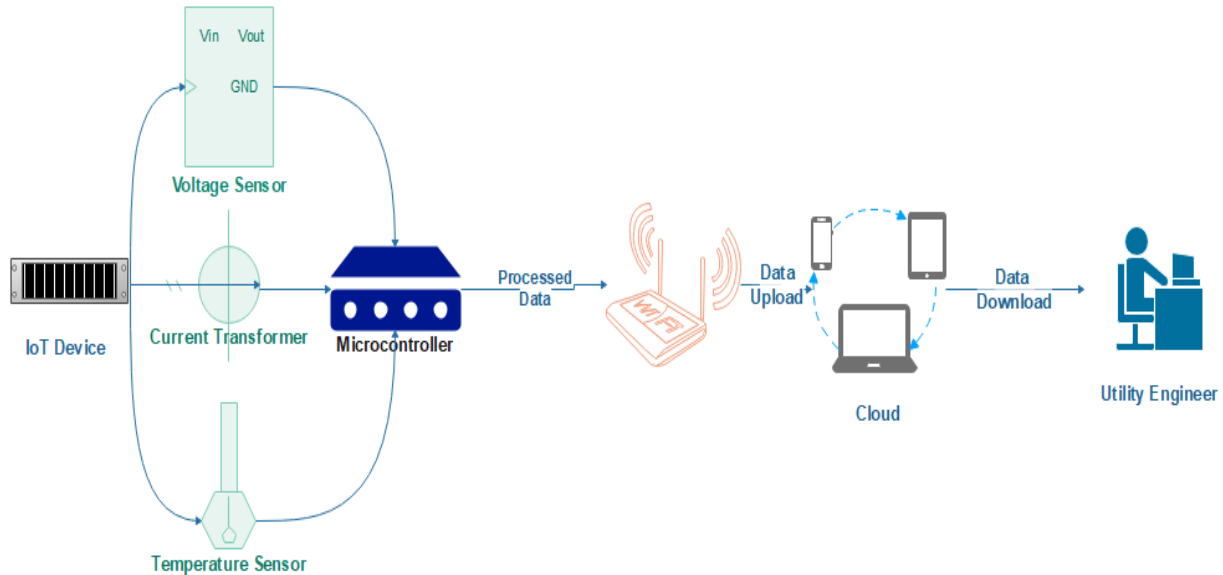 Vin Vout
GND
Voltage Sensor
IoT Device
Current Transformer
Microcontroller
Temperature Sensor
Processed
Data
WiFi
Data
Upload
Cloud
Data
Download
Utility Engineer